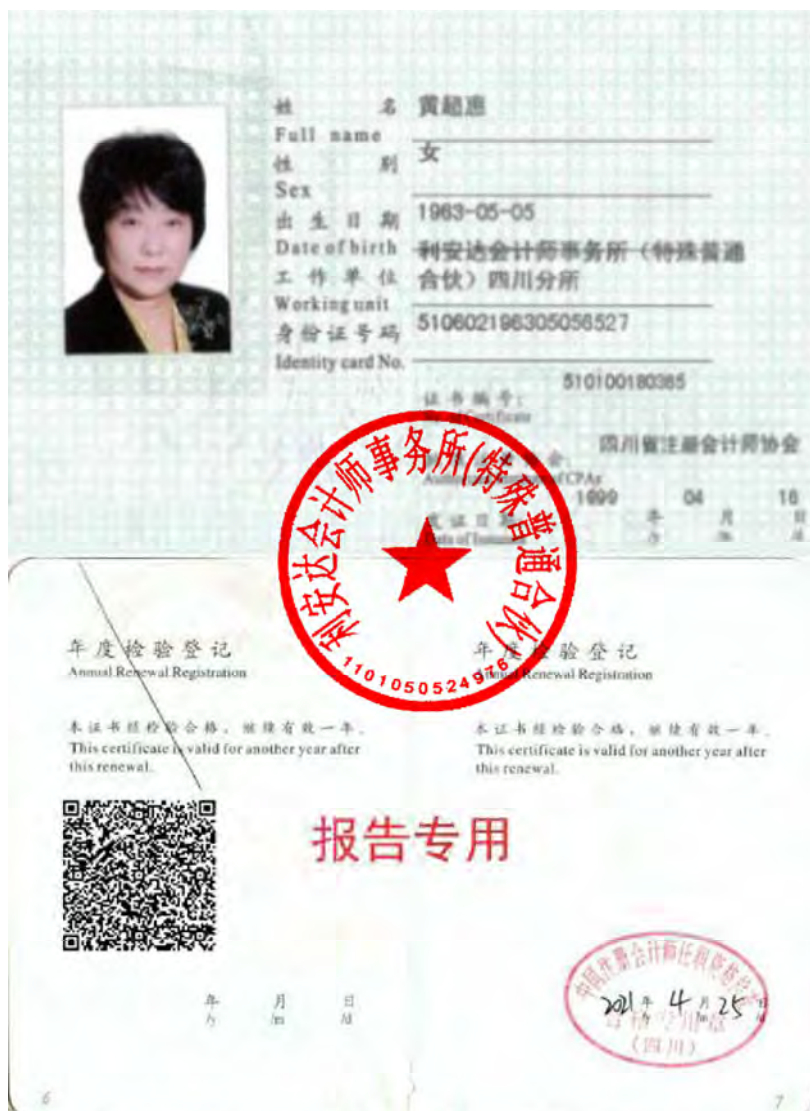 姓 名 黄超惠
Full name
性 别 女
Sex
出 生 日 期 1963-05-05
Date of birth
工 作 单 位 利安达会计师事务所（特殊普通
合伙）四川分所
Working unit
身份证号码 510602196305056527
Identity card No.
510100180365
证书编号：
四川省注册会计师协会
1999 04 16
年 月 日
/y /m /d
利安达会计师事务所(特殊普通合伙)
1101050524976
年度检验登记
Annual Renewal Registration
本证书经检验合格，继续有效一年。
This certificate is valid for another year after
this renewal.
年 月 日
/y /m /d
6
年度检验登记
Annual Renewal Registration
本证书经检验合格，继续有效一年。
This certificate is valid for another year after
this renewal.
报告专用
2021年 4月 25日
/y /m /d
(四川)
7